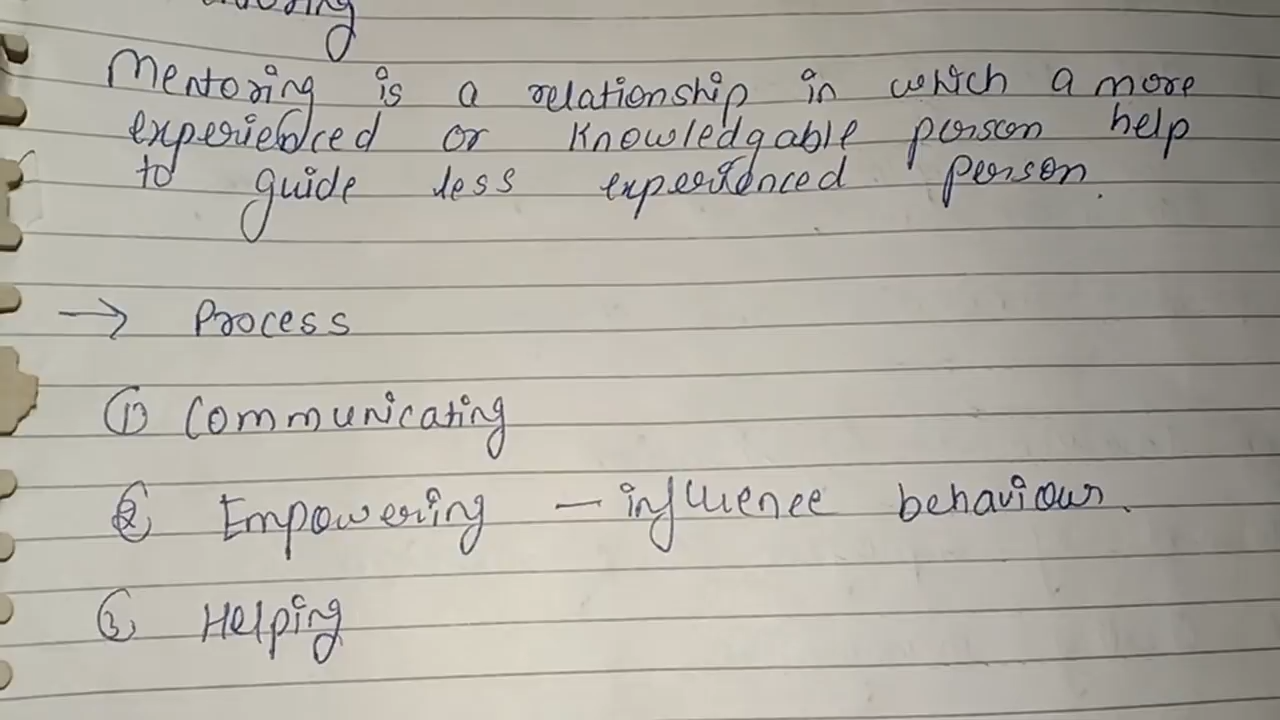 Mentoring is a relationship in which a more
experienced or knowledgable person help
to guide less experienced person.
→ Process
① Communicating
② Empowering — influence behaviour.
③ Helping